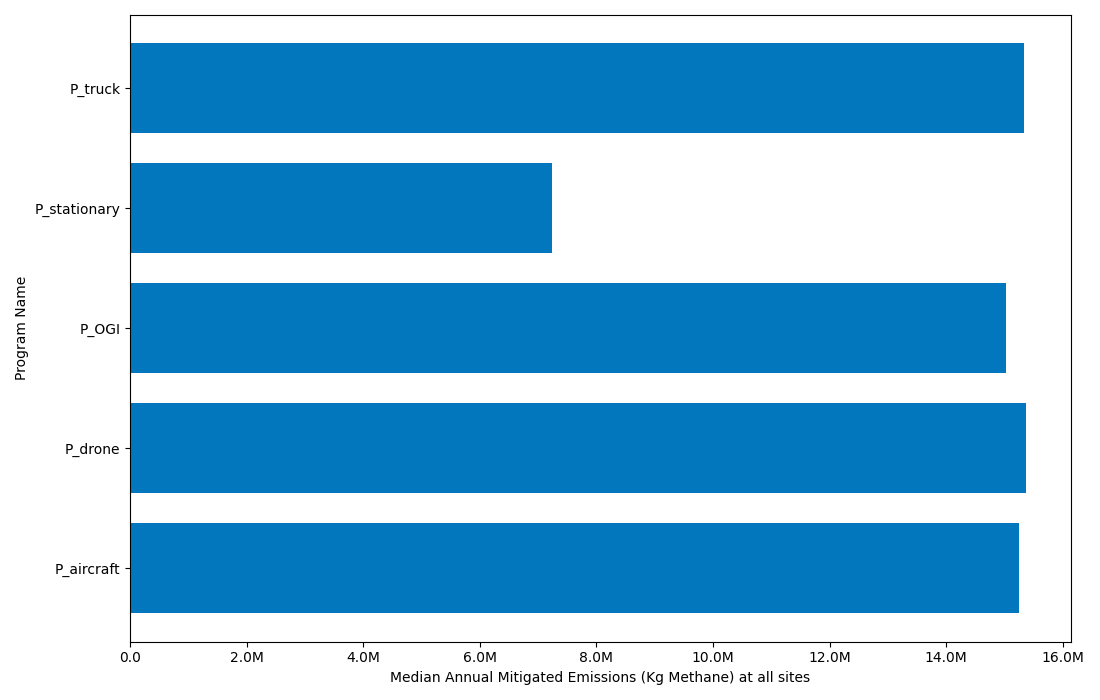 P_truck
P_stationary
P_OGI
P_drone
P_aircraft
Program Name
0.0 2.0M 4.0M 6.0M 8.0M 10.0M 12.0M 14.0M 16.0M
Median Annual Mitigated Emissions (Kg Methane) at all sites